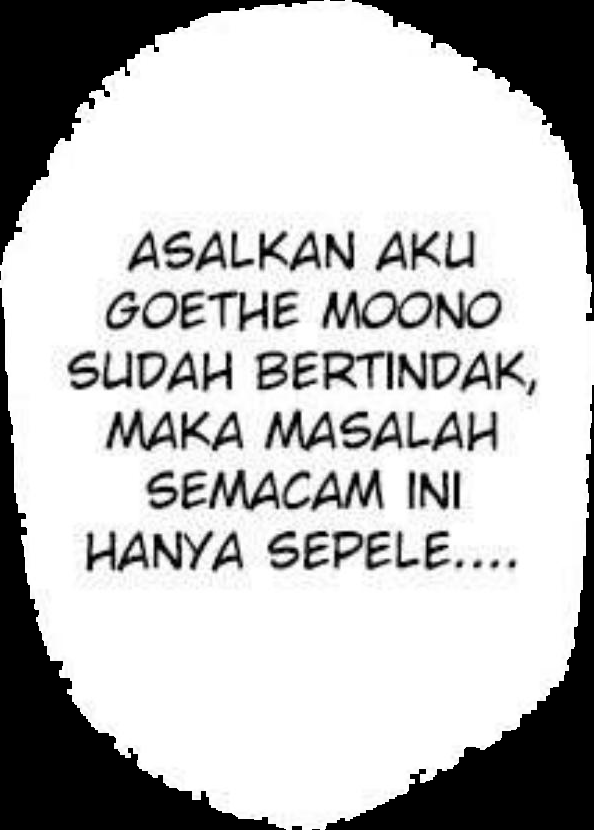 ASALKAN AKU
GOETHE MOONO
SUDAH BERTINDAK,
MAKA MASALAH
SEMACAM INI
HANYA SEPELE....